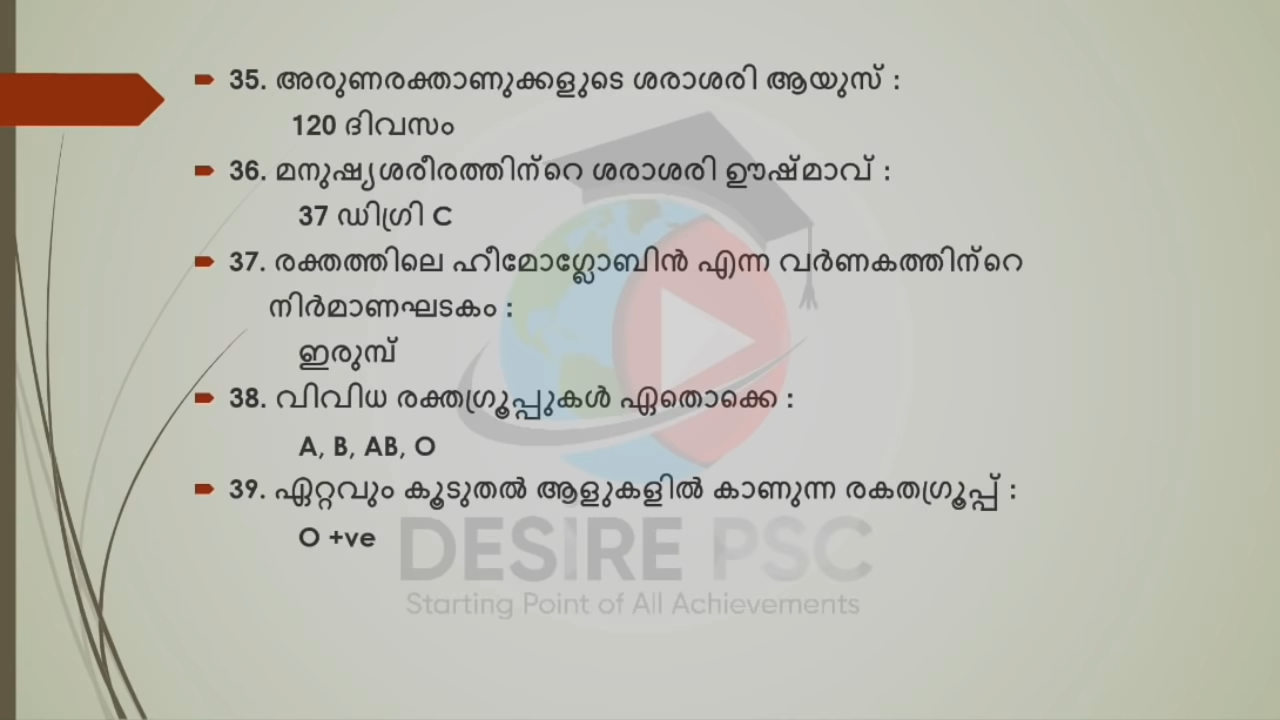 35. അരുണരക്താണുക്കളുടെ ശരാശരി ആയുസ് :
120 ദിവസം
36. മനുഷ്യശരീരത്തിന്റെ ശരാശരി ഊഷ്മാവ് :
37 ഡിഗ്രി C
37. രക്തത്തിലെ ഹീമോഗ്ലോബിൻ എന്ന വർണകത്തിന്റെ
നിർമാണഘടകം :
ഇരുമ്പ്
38. വിവിധ രക്തഗ്രൂപ്പുകൾ ഏതൊക്കെ :
A, B, AB, O
39. ഏറ്റവും കൂടുതൽ ആളുകളിൽ കാണുന്ന രകതഗ്രൂപ്പ് :
O +ve
DESIRE PSC
Starting Point of All Achievements